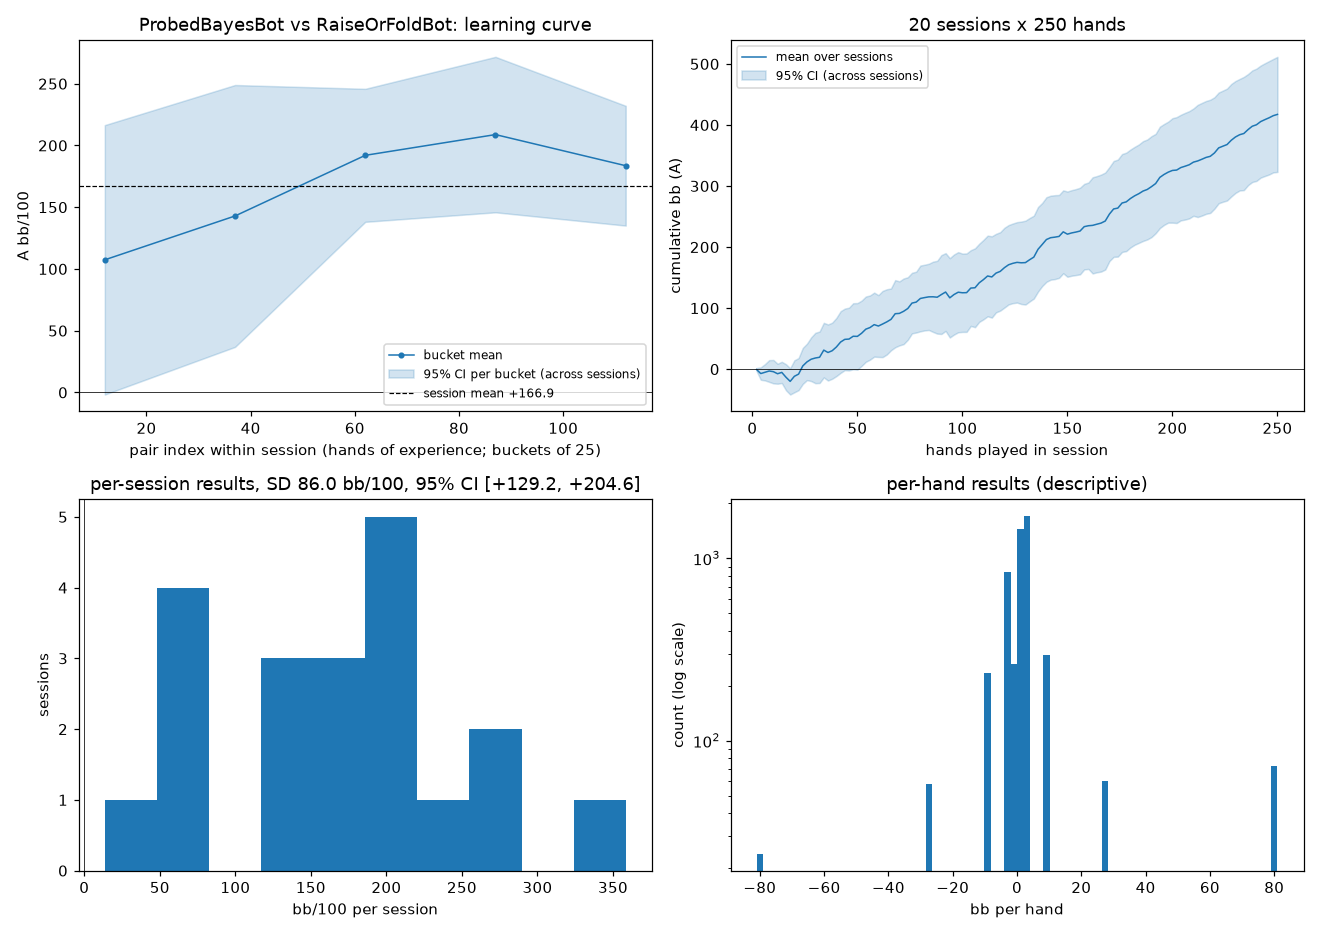 ProbedBayesBot vs RaiseOrFoldBot: learning curve
A bb/100
250
200
150
100
50
0
bucket mean
95% CI per bucket (across sessions)
session mean +166.9
20
40
60
80
100
pair index within session (hands of experience; buckets of 25)
20 sessions x 250 hands
mean over sessions
95% CI (across sessions)
cumulative bb (A)
500
400
300
200
100
0
0
50
100
150
200
250
hands played in session
per-session results, SD 86.0 bb/100, 95% CI [+129.2, +204.6]
sessions
5
4
3
2
1
0
0
50
100
150
200
250
300
350
bb/100 per session
per-hand results (descriptive)
count (log scale)
10³
10²
−80
−60
−40
−20
0
20
40
60
80
bb per hand